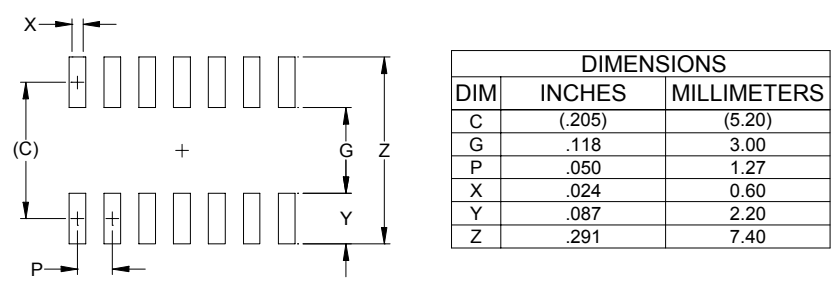 X
(C)
G
Z
Y
P
DIMENSIONS
DIM INCHES MILLIMETERS
C (.205) (5.20)
G .118 3.00
P .050 1.27
X .024 0.60
Y .087 2.20
Z .291 7.40